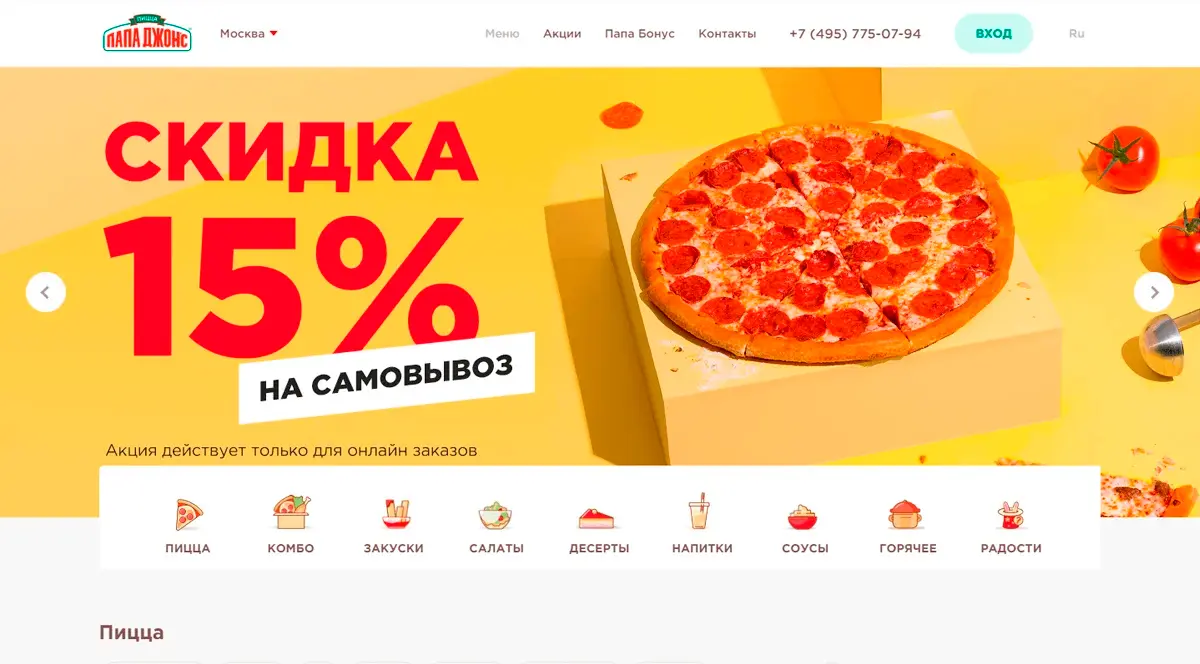 ПИЦЦА
ПАПА ДЖОНС
Москва
Меню
Акции
Папа Бонус
Контакты
+7 (495) 775-07-94
ВХОД
Ru
СКИДКА
15%
НА САМОВЫВОЗ
Акция действует только для онлайн заказов
ПИЦЦА
КОМБО
ЗАКУСКИ
САЛАТЫ
ДЕСЕРТЫ
НАПИТКИ
СОУСЫ
ГОРЯЧЕЕ
РАДОСТИ
Пицца